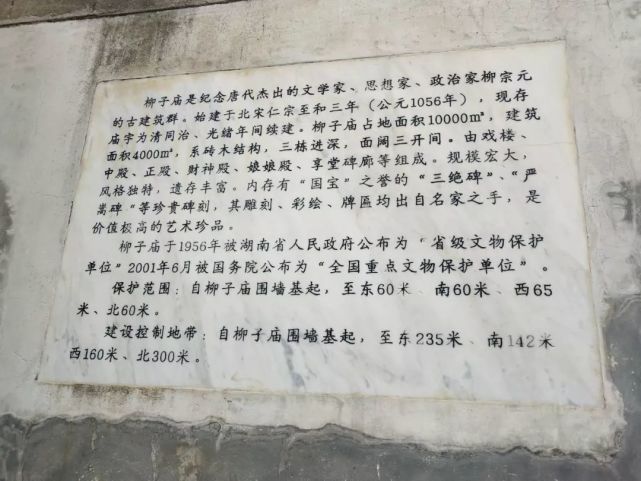 柳子庙是纪念唐代杰出的文学家、思想家、政治家柳宗元
的古建筑群。始建于北宋仁宗至和三年（公元1056年），现存
庙宇为清同治、光绪年间续建。柳子庙占地面积10000m²，建筑
面积4000m²，系砖木结构，三栋进深，面阔三开间。由戏楼、
中殿、正殿、财神殿、娘娘殿、享堂碑廊等组成。规模宏大，
风格独特，遗存丰富。内存有“国宝”之誉的“三绝碑”、“严
嵩碑”等珍贵碑刻，其雕刻、彩绘、牌匾均出自名家之手，是
价值极高的艺术珍品。
柳子庙于1956年被湖南省人民政府公布为“省级文物保护
单位”2001年6月被国务院公布为“全国重点文物保护单位”。
保护范围：自柳子庙围墙基起，至东60米、南60米、西65
米、北60米。
建设控制地带：自柳子庙围墙基起，至东235米、南142米
西160米、北300米。